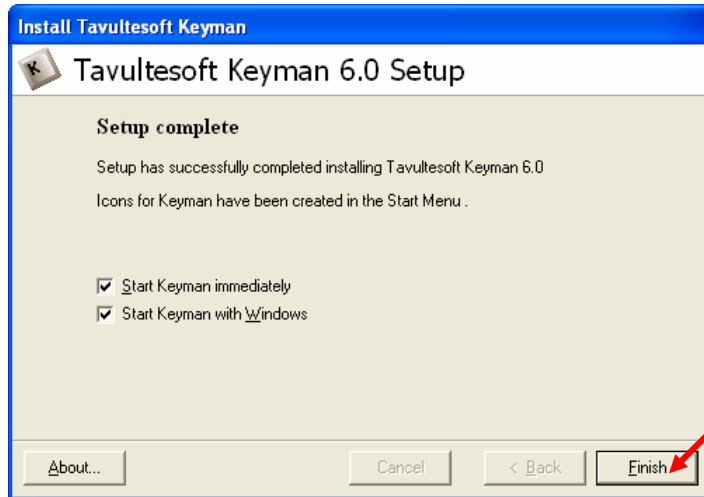 Install Tavultesoft Keyman
K
Tavultesoft Keyman 6.0 Setup
Setup complete
Setup has successfully completed installing Tavultesoft Keyman 6.0
Icons for Keyman have been created in the Start Menu .
Start Keyman immediately
Start Keyman with Windows
About... Cancel < Back Finish